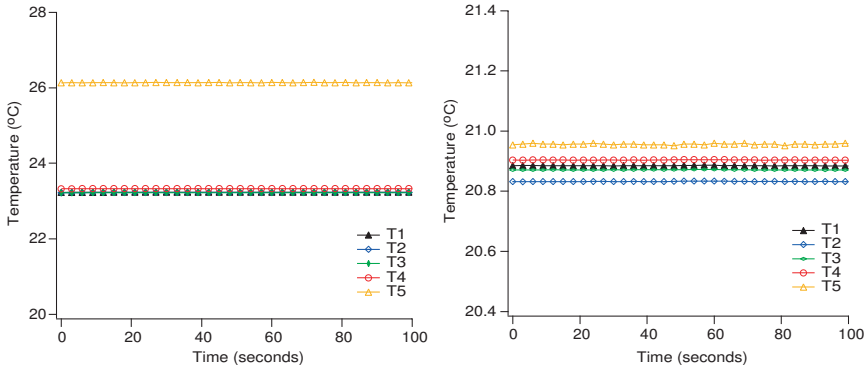 28
26
24
22
20
Temperature (ºC)
0
20
40
60
80
100
Time (seconds)
T1
T2
T3
T4
T5
21.4
21.2
21.0
20.8
20.6
20.4
Temperature (ºC)
0
20
40
60
80
100
Time (seconds)
T1
T2
T3
T4
T5